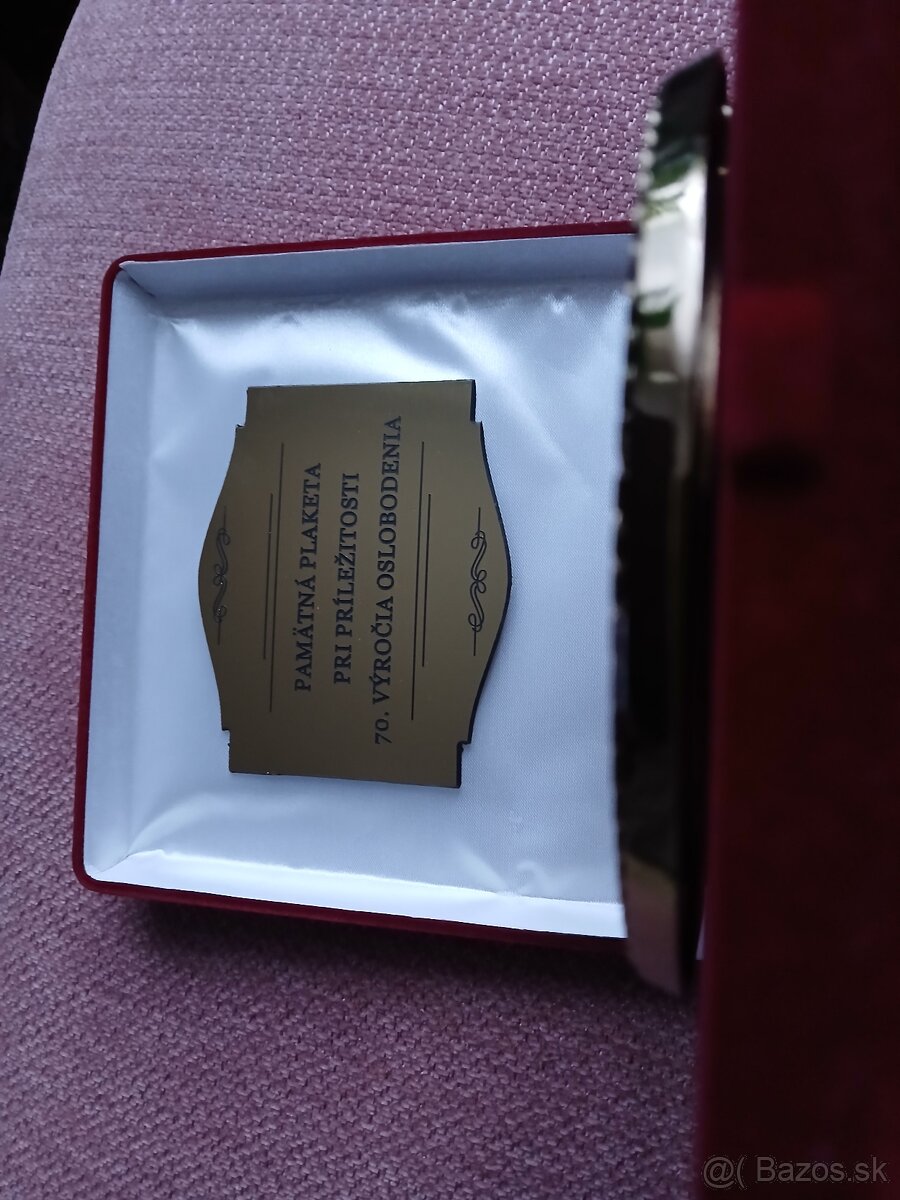 PAMÄTNÁ PLAKETA
PRI PRÍLEŽITOSTI
70. VÝROČIA OSLOBODENIA
@( Bazos.sk